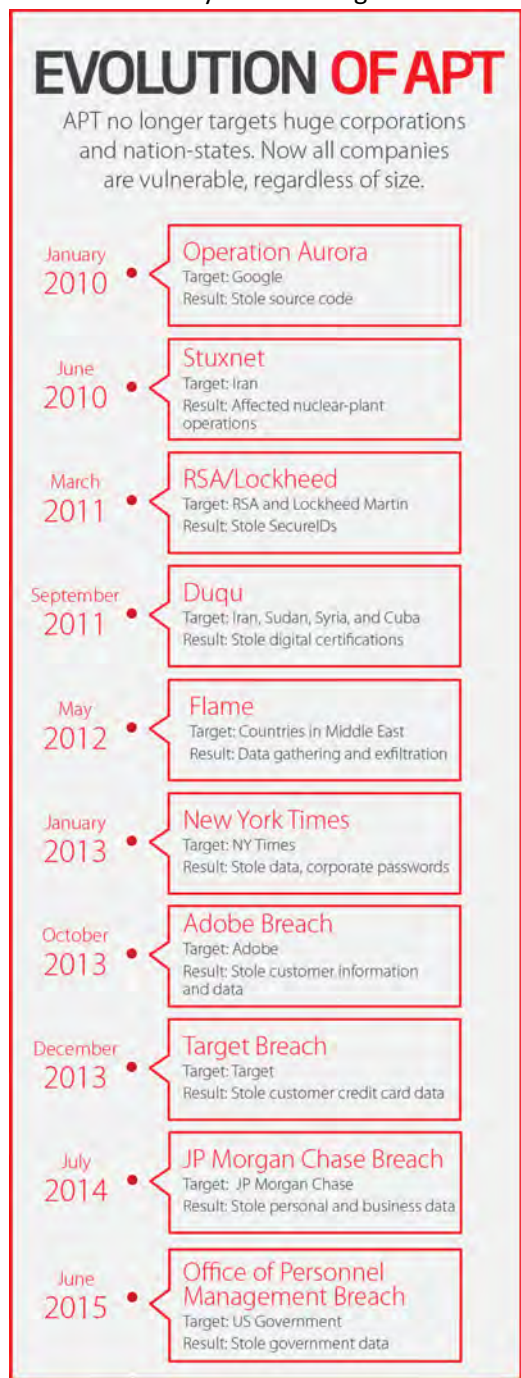 EVOLUTION OF APT
APT no longer targets huge corporations
and nation-states. Now all companies
are vulnerable, regardless of size.
January
2010
Operation Aurora
Target: Google
Result: Stole source code
June
2010
Stuxnet
Target: Iran
Result: Affected nuclear-plant
operations
March
2011
RSA/Lockheed
Target: RSA and Lockheed Martin
Result: Stole SecureIDs
September
2011
Duqu
Target: Iran, Sudan, Syria, and Cuba
Result: Stole digital certifications
May
2012
Flame
Target: Countries in Middle East
Result: Data gathering and exfiltration
January
2013
New York Times
Target: NY Times
Result: Stole data, corporate passwords
October
2013
Adobe Breach
Target: Adobe
Result: Stole customer information
and data
December
2013
Target Breach
Target: Target
Result: Stole customer credit card data
July
2014
JP Morgan Chase Breach
Target: JP Morgan Chase
Result: Stole personal and business data
June
2015
Office of Personnel
Management Breach
Target: US Government
Result: Stole government data